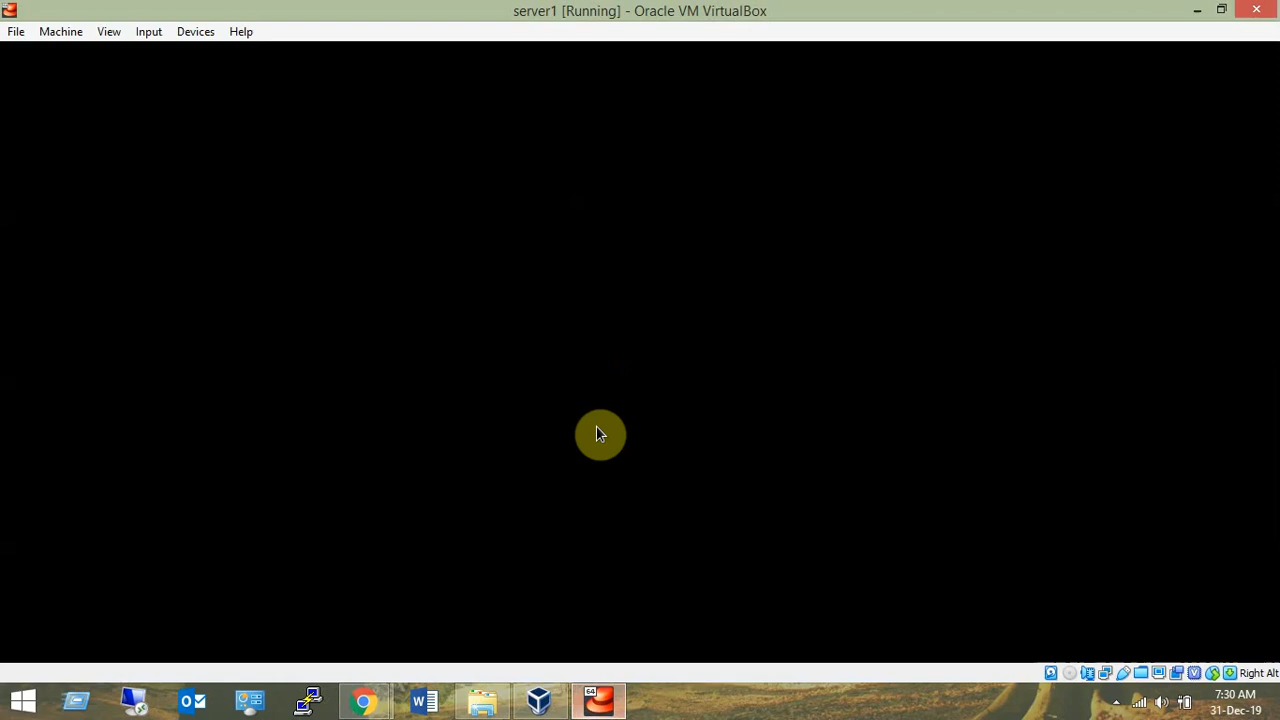 server1 [Running] - Oracle VM VirtualBox
File Machine View Input Devices Help
Right Alt
64
7:30 AM
31-Dec-19